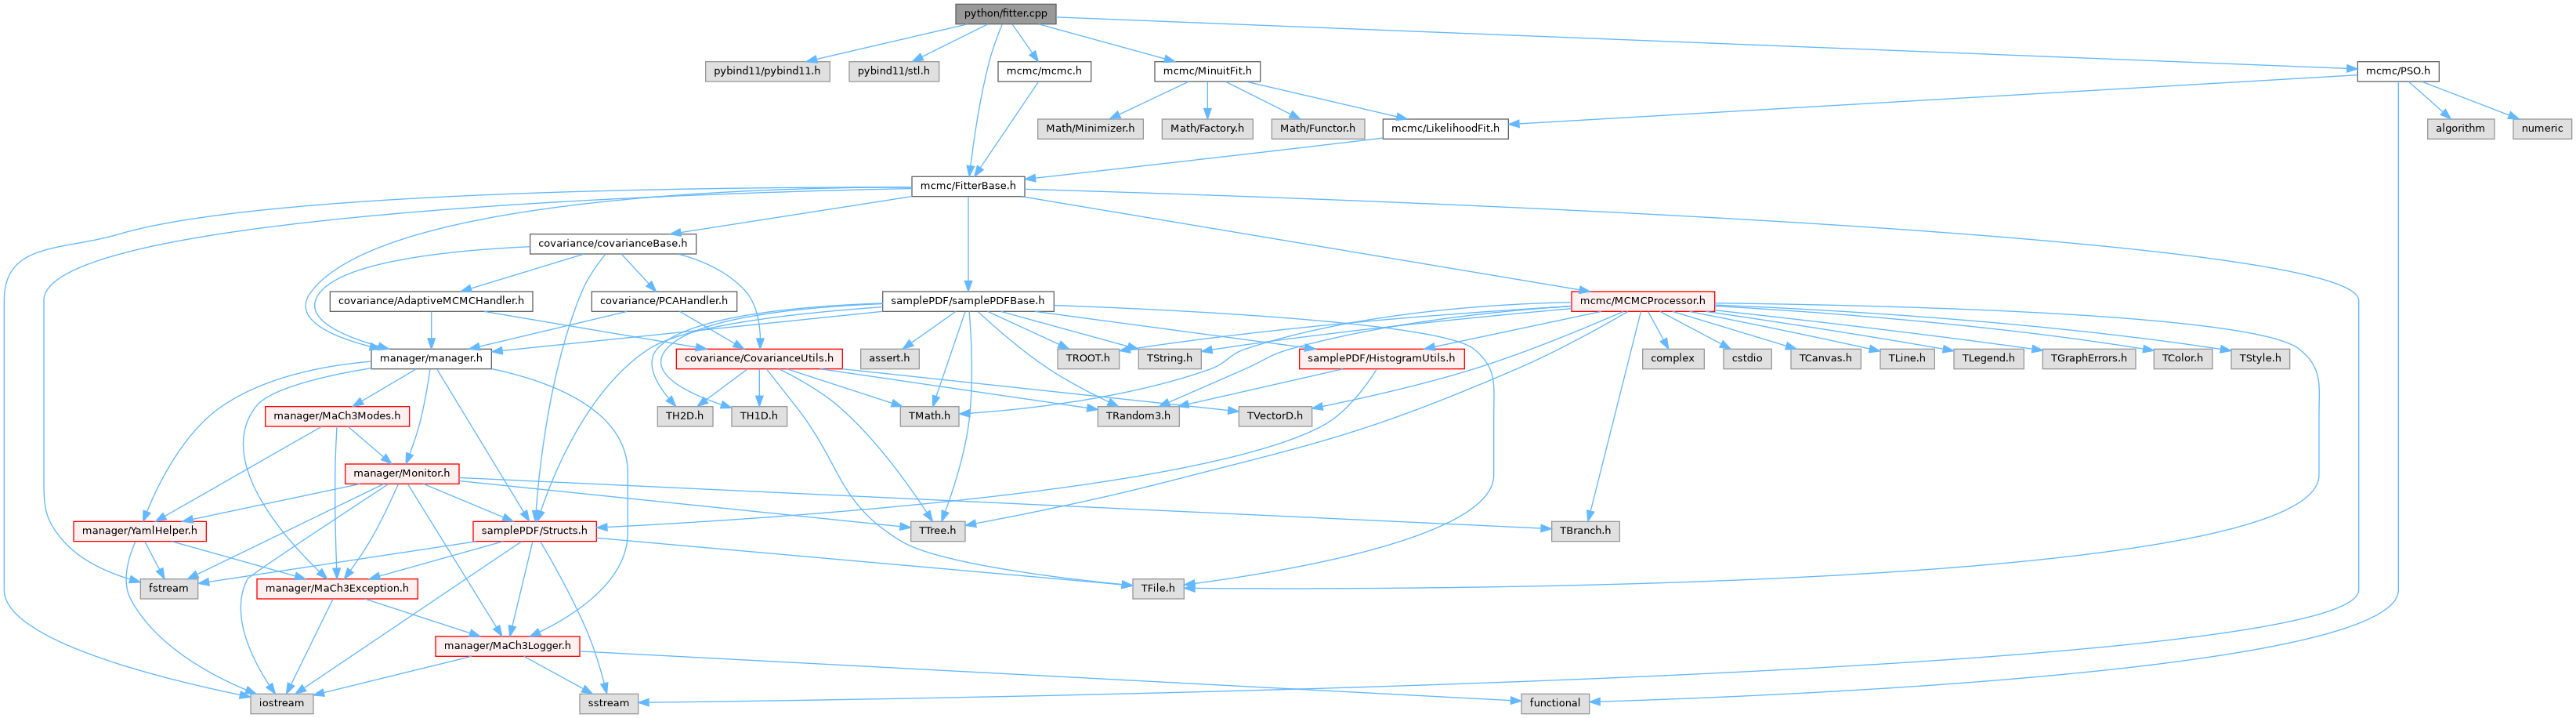 python/fitter.cpp
pybind11/pybind11.h
pybind11/stl.h
mcmc/mcmc.h
mcmc/MinuitFit.h
mcmc/PSO.h
Math/Minimizer.h
Math/Factory.h
Math/Functor.h
mcmc/LikelihoodFit.h
algorithm
numeric
mcmc/FitterBase.h
covariance/covarianceBase.h
covariance/AdaptiveMCMCHandler.h
covariance/PCAHandler.h
samplePDF/samplePDFBase.h
mcmc/MCMCProcessor.h
manager/manager.h
covariance/CovarianceUtils.h
assert.h
TROOT.h
TString.h
samplePDF/HistogramUtils.h
complex
cstdio
TCanvas.h
TLine.h
TLegend.h
TGraphErrors.h
TColor.h
TStyle.h
manager/MaCh3Modes.h
TH2D.h
TH1D.h
TMath.h
TRandom3.h
TVectorD.h
manager/Monitor.h
manager/YamlHelper.h
samplePDF/Structs.h
TTree.h
TBranch.h
fstream
manager/MaCh3Exception.h
TFile.h
manager/MaCh3Logger.h
iostream
sstream
functional